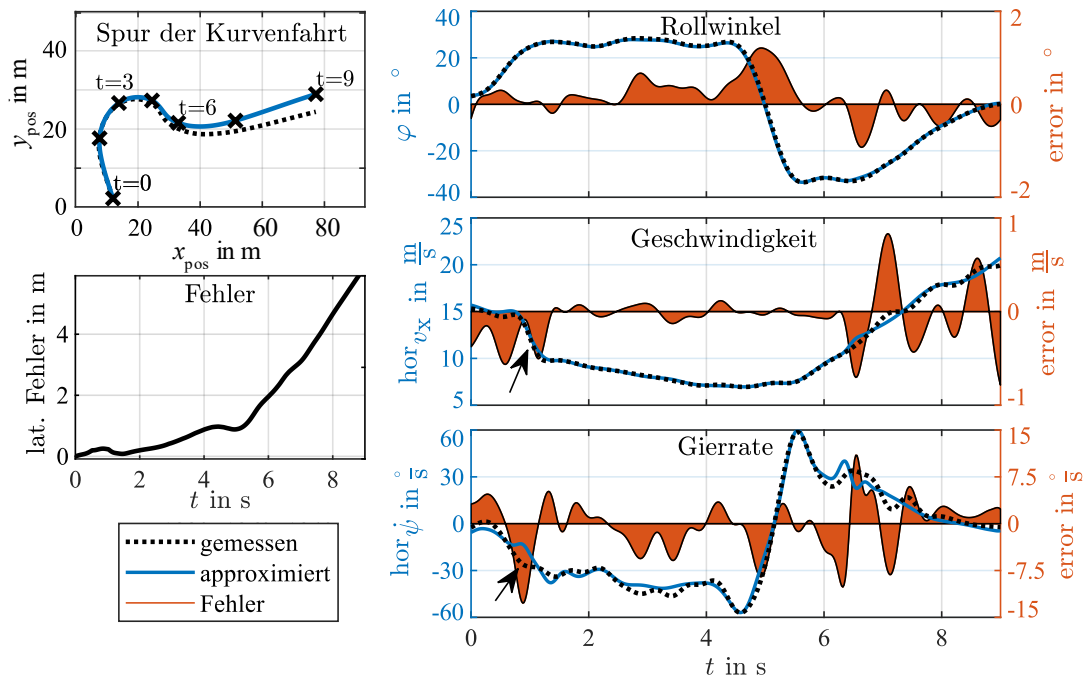 Spur der Kurvenfahrt
y_pos in m
40
20
0
t=3
t=9
t=6
t=0
0 20 40 60 80
x_pos in m
Fehler
lat. Fehler in m
4
2
0
0 2 4 6 8
t in s
gemessen
approximiert
Fehler
Rollwinkel
φ in °
40
20
0
-20
-40
2
0
-2
error in °
Geschwindigkeit
hor v_x in m/s
25
20
15
10
5
1
0
-1
error in m/s
Gierrate
hor ψ̇ in °/s
60
30
0
-30
-60
15
7.5
0
-7.5
-15
error in °/s
0 2 4 6 8
t in s